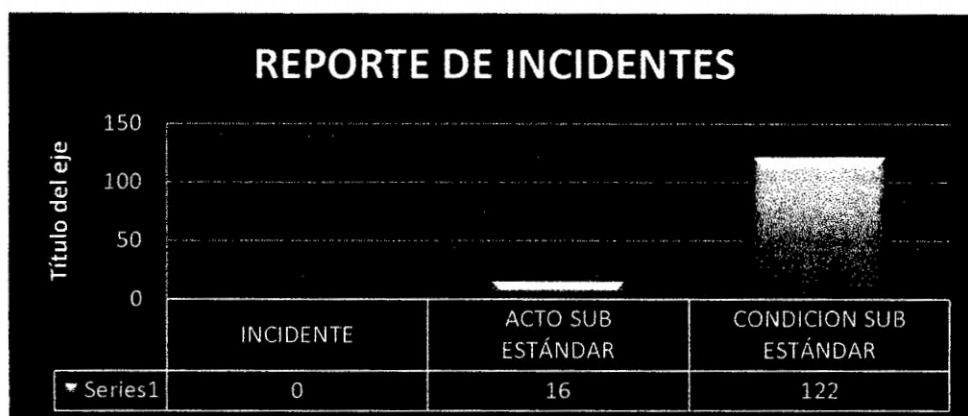 REPORTE DE INCIDENTES
Título del eje
150
100
50
0
INCIDENTE
ACTO SUB
ESTÁNDAR
CONDICION SUB
ESTÁNDAR
Series1 0 16 122